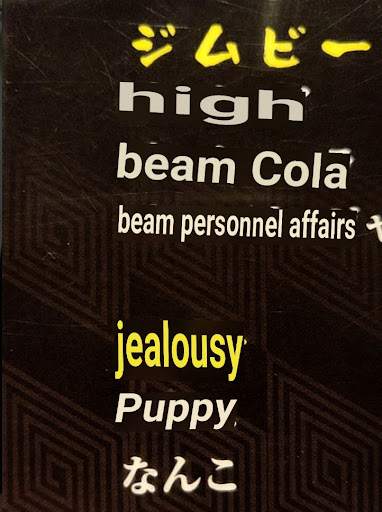 ジムビー
high
beam Cola
beam personnel affairs
jealousy
Puppy
なんこ